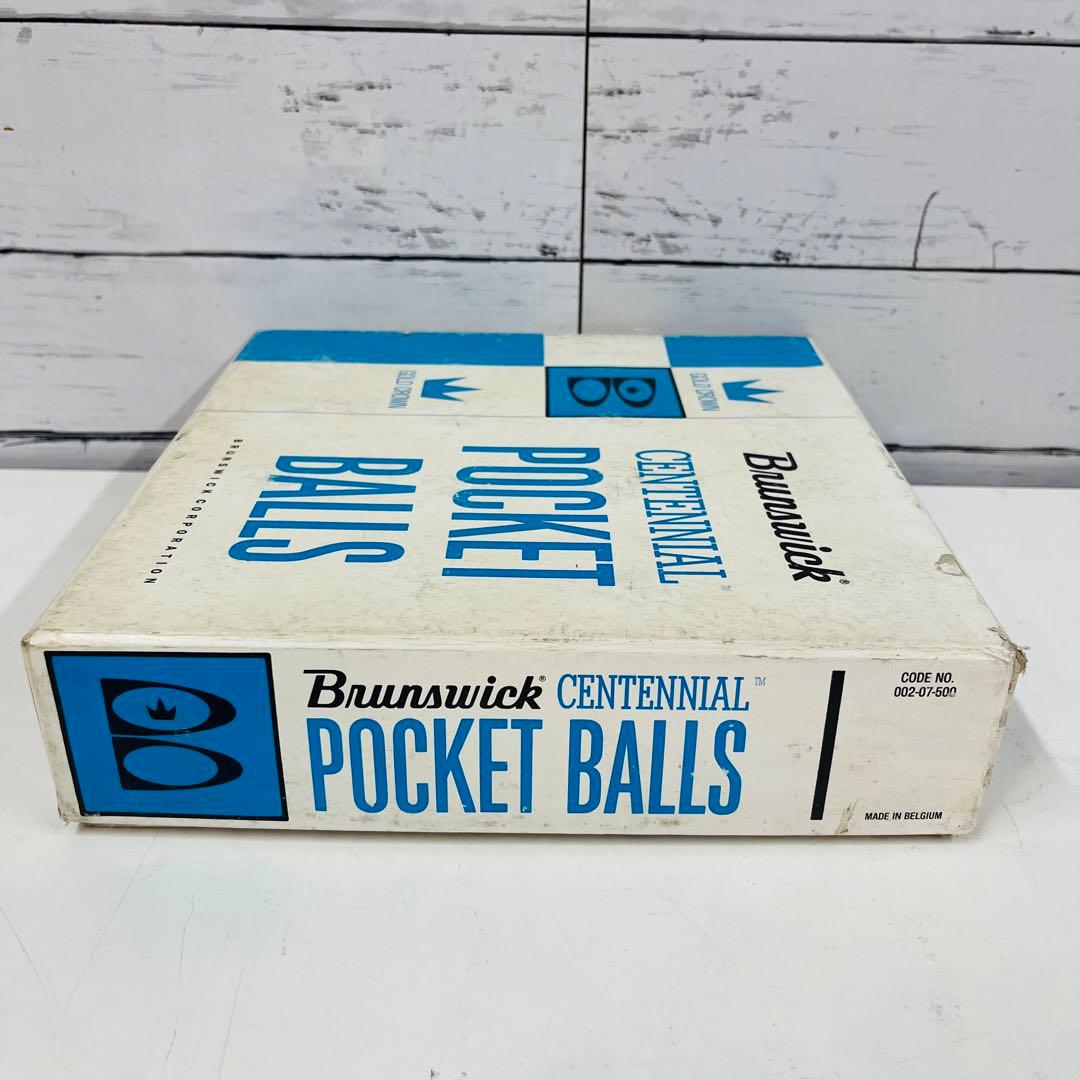 GOLD CROWN
GOLD CROWN
Brunswick®
CENTENNIAL™
POCKET
BALLS
BRUNSWICK CORPORATION
Brunswick® CENTENNIAL™
POCKET BALLS
CODE NO.
002-07-500
MADE IN BELGIUM